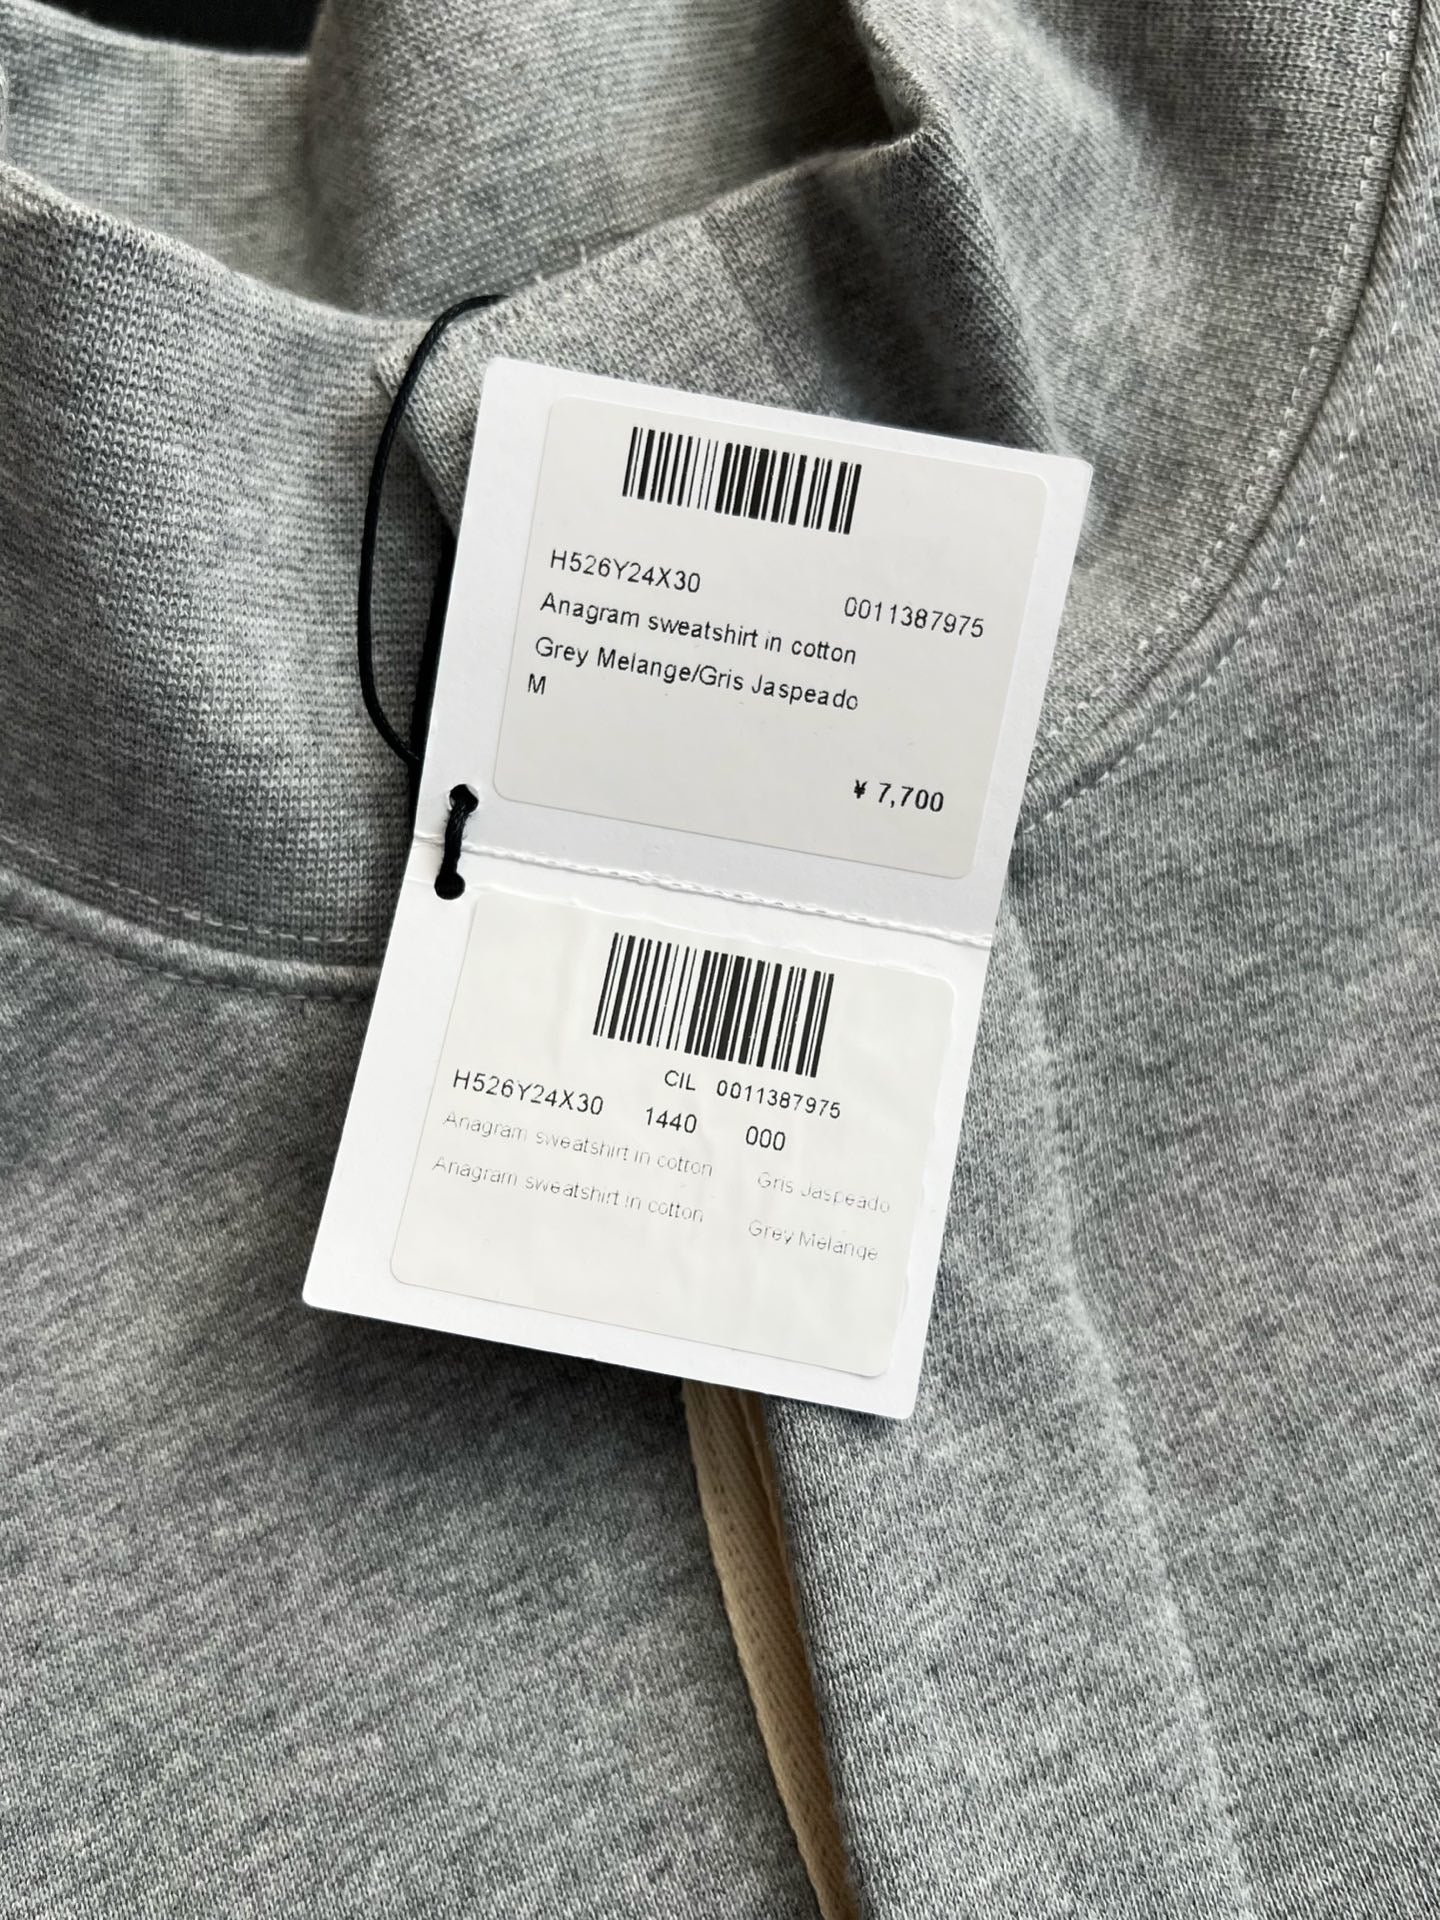 H526Y24X30 0011387975
Anagram sweatshirt in cotton
Grey Melange/Gris Jaspeado
M
¥ 7,700
CIL 0011387975
H526Y24X30 1440 000
Anagram sweatshirt in cotton Gris Jaspeado
Anagram sweatshirt in cotton Grey Melange